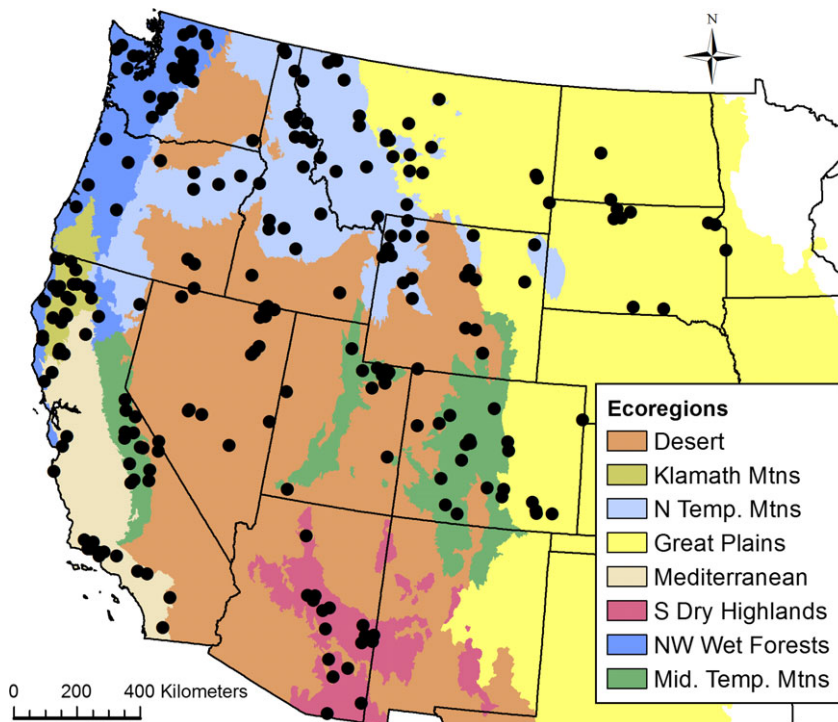 N
Ecoregions
Desert
Klamath Mtns
N Temp. Mtns
Great Plains
Mediterranean
S Dry Highlands
NW Wet Forests
Mid. Temp. Mtns
0 200 400 Kilometers